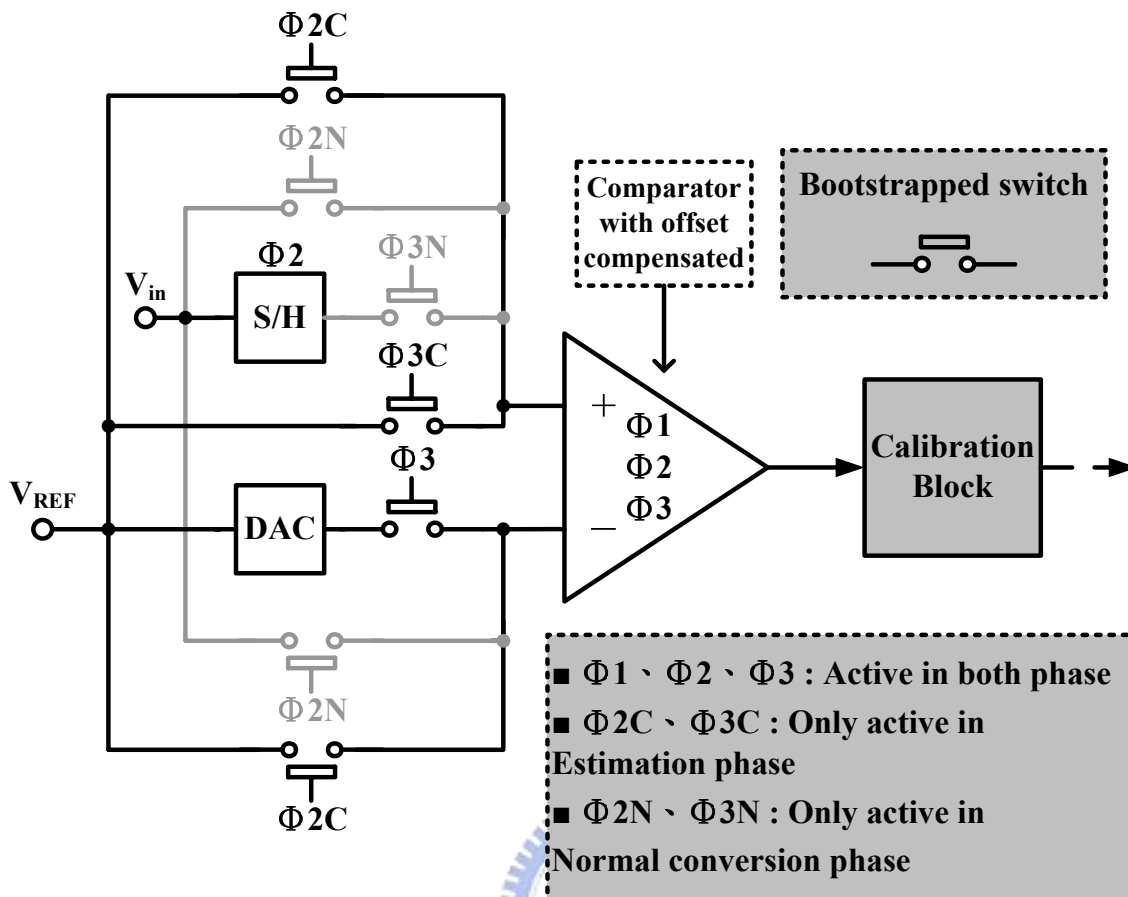 Φ2C
Φ2N
Φ3N
Φ2
V_in
S/H
Φ3C
Φ3
V_REF
DAC
Φ2N
Φ2C
Comparator
with offset
compensated
Bootstrapped switch
+
Φ1
Φ2
Φ3
−
Calibration
Block
■ Φ1、Φ2、Φ3 : Active in both phase
■ Φ2C、Φ3C : Only active in
Estimation phase
■ Φ2N、Φ3N : Only active in
Normal conversion phase